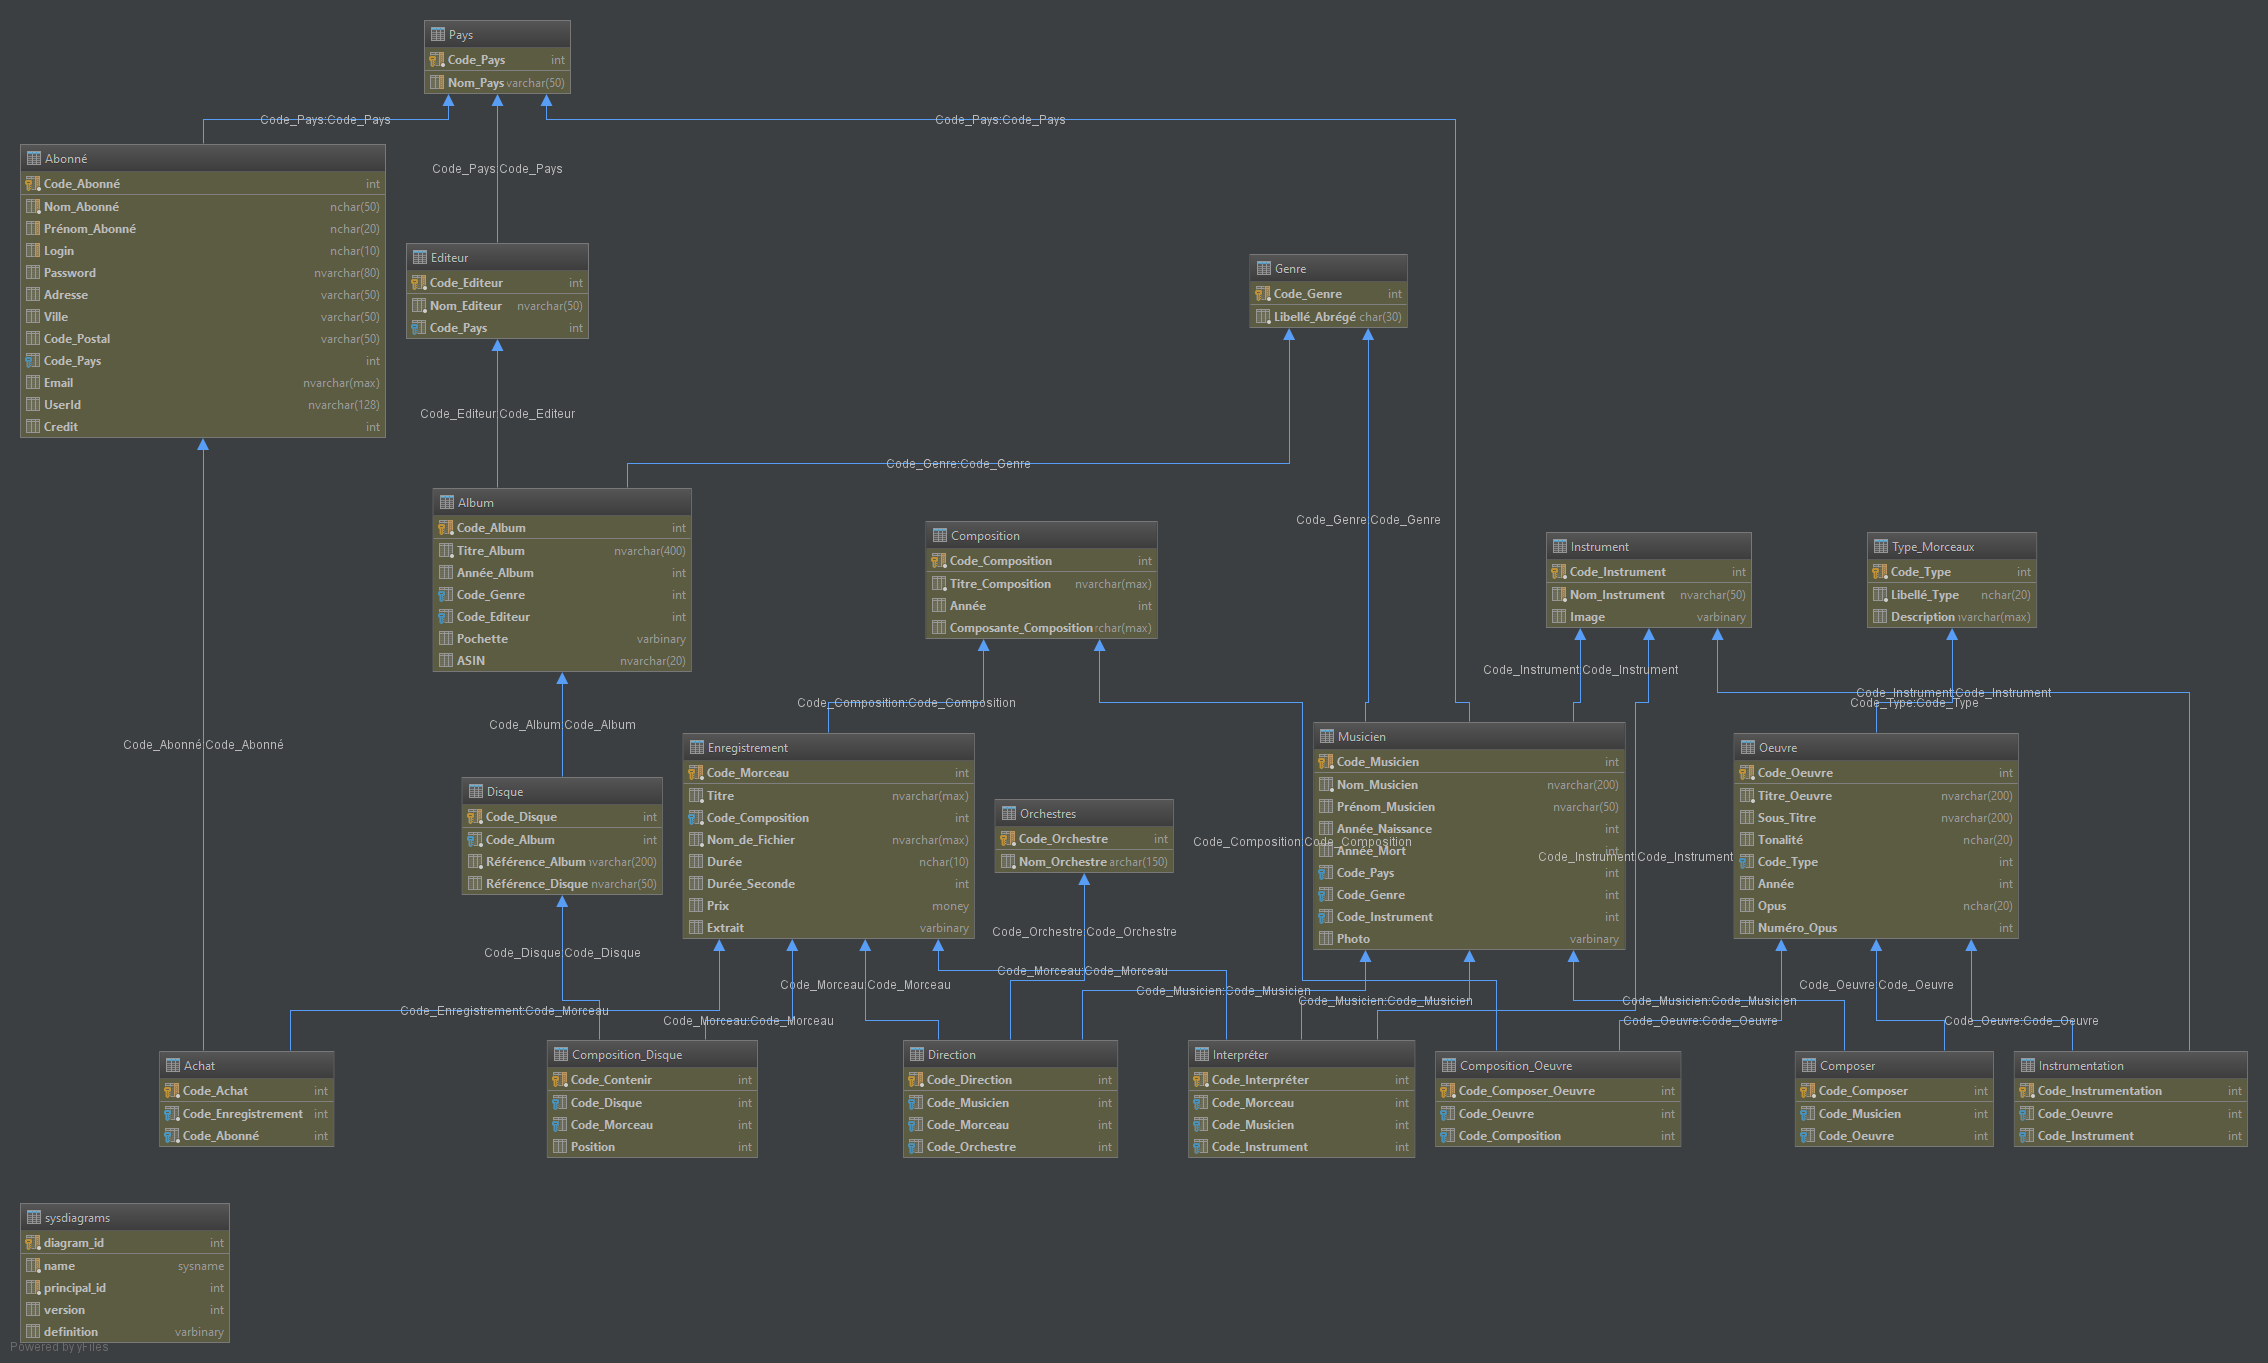 Pays
Code_Pays int
Nom_Pays varchar(50)
Code_Pays:Code_Pays
Code_Pays:Code_Pays
Code_Pays:Code_Pays
Abonné
Code_Abonné int
Nom_Abonné nchar(50)
Prénom_Abonné nchar(20)
Login nchar(10)
Password nvarchar(80)
Adresse varchar(50)
Ville varchar(50)
Code_Postal varchar(50)
Code_Pays int
Email nvarchar(max)
UserId nvarchar(128)
Credit int
Editeur
Code_Editeur int
Nom_Editeur nvarchar(50)
Code_Pays int
Genre
Code_Genre int
Libellé_Abrégé char(30)
Code_Editeur:Code_Editeur
Code_Genre:Code_Genre
Code_Genre:Code_Genre
Album
Code_Album int
Titre_Album nvarchar(400)
Année_Album int
Code_Genre int
Code_Editeur int
Pochette varbinary
ASIN nvarchar(20)
Composition
Code_Composition int
Titre_Composition nvarchar(max)
Année int
Composante_Composition rchar(max)
Instrument
Code_Instrument int
Nom_Instrument nvarchar(50)
Image varbinary
Type_Morceaux
Code_Type int
Libellé_Type nchar(20)
Description varchar(max)
Code_Instrument:Code_Instrument
Code_Instrument:Code_Instrument
Code_Type:Code_Type
Code_Composition:Code_Composition
Code_Album:Code_Album
Code_Abonné:Code_Abonné
Enregistrement
Code_Morceau int
Titre nvarchar(max)
Code_Composition int
Nom_de_Fichier nvarchar(max)
Durée nchar(10)
Durée_Seconde int
Prix money
Extrait varbinary
Musicien
Code_Musicien int
Nom_Musicien nvarchar(200)
Prénom_Musicien nvarchar(50)
Année_Naissance int
Année_Mort int
Code_Pays int
Code_Genre int
Code_Instrument int
Photo varbinary
Oeuvre
Code_Oeuvre int
Titre_Oeuvre nvarchar(200)
Sous_Titre nvarchar(200)
Tonalité nchar(20)
Code_Type int
Année int
Opus nchar(20)
Numéro_Opus int
Disque
Code_Disque int
Code_Album int
Référence_Album varchar(200)
Référence_Disque nvarchar(50)
Orchestres
Code_Orchestre int
Nom_Orchestre archar(150)
Code_Composition:Code_Composition
Code_Instrument:Code_Instrument
Code_Orchestre:Code_Orchestre
Code_Disque:Code_Disque
Code_Morceau:Code_Morceau
Code_Morceau:Code_Morceau
Code_Oeuvre:Code_Oeuvre
Code_Musicien:Code_Musicien
Code_Musicien:Code_Musicien
Code_Musicien:Code_Musicien
Code_Enregistrement:Code_Morceau
Code_Morceau:Code_Morceau
Code_Oeuvre:Code_Oeuvre
Code_Oeuvre:Code_Oeuvre
Achat
Code_Achat int
Code_Enregistrement int
Code_Abonné int
Composition_Disque
Code_Contenir int
Code_Disque int
Code_Morceau int
Position int
Direction
Code_Direction int
Code_Musicien int
Code_Morceau int
Code_Orchestre int
Interpréter
Code_Interpréter int
Code_Morceau int
Code_Musicien int
Code_Instrument int
Composition_Oeuvre
Code_Composer_Oeuvre int
Code_Oeuvre int
Code_Composition int
Composer
Code_Composer int
Code_Musicien int
Code_Oeuvre int
Instrumentation
Code_Instrumentation int
Code_Oeuvre int
Code_Instrument int
sysdiagrams
diagram_id int
name sysname
principal_id int
version int
definition varbinary
Powered by yFiles